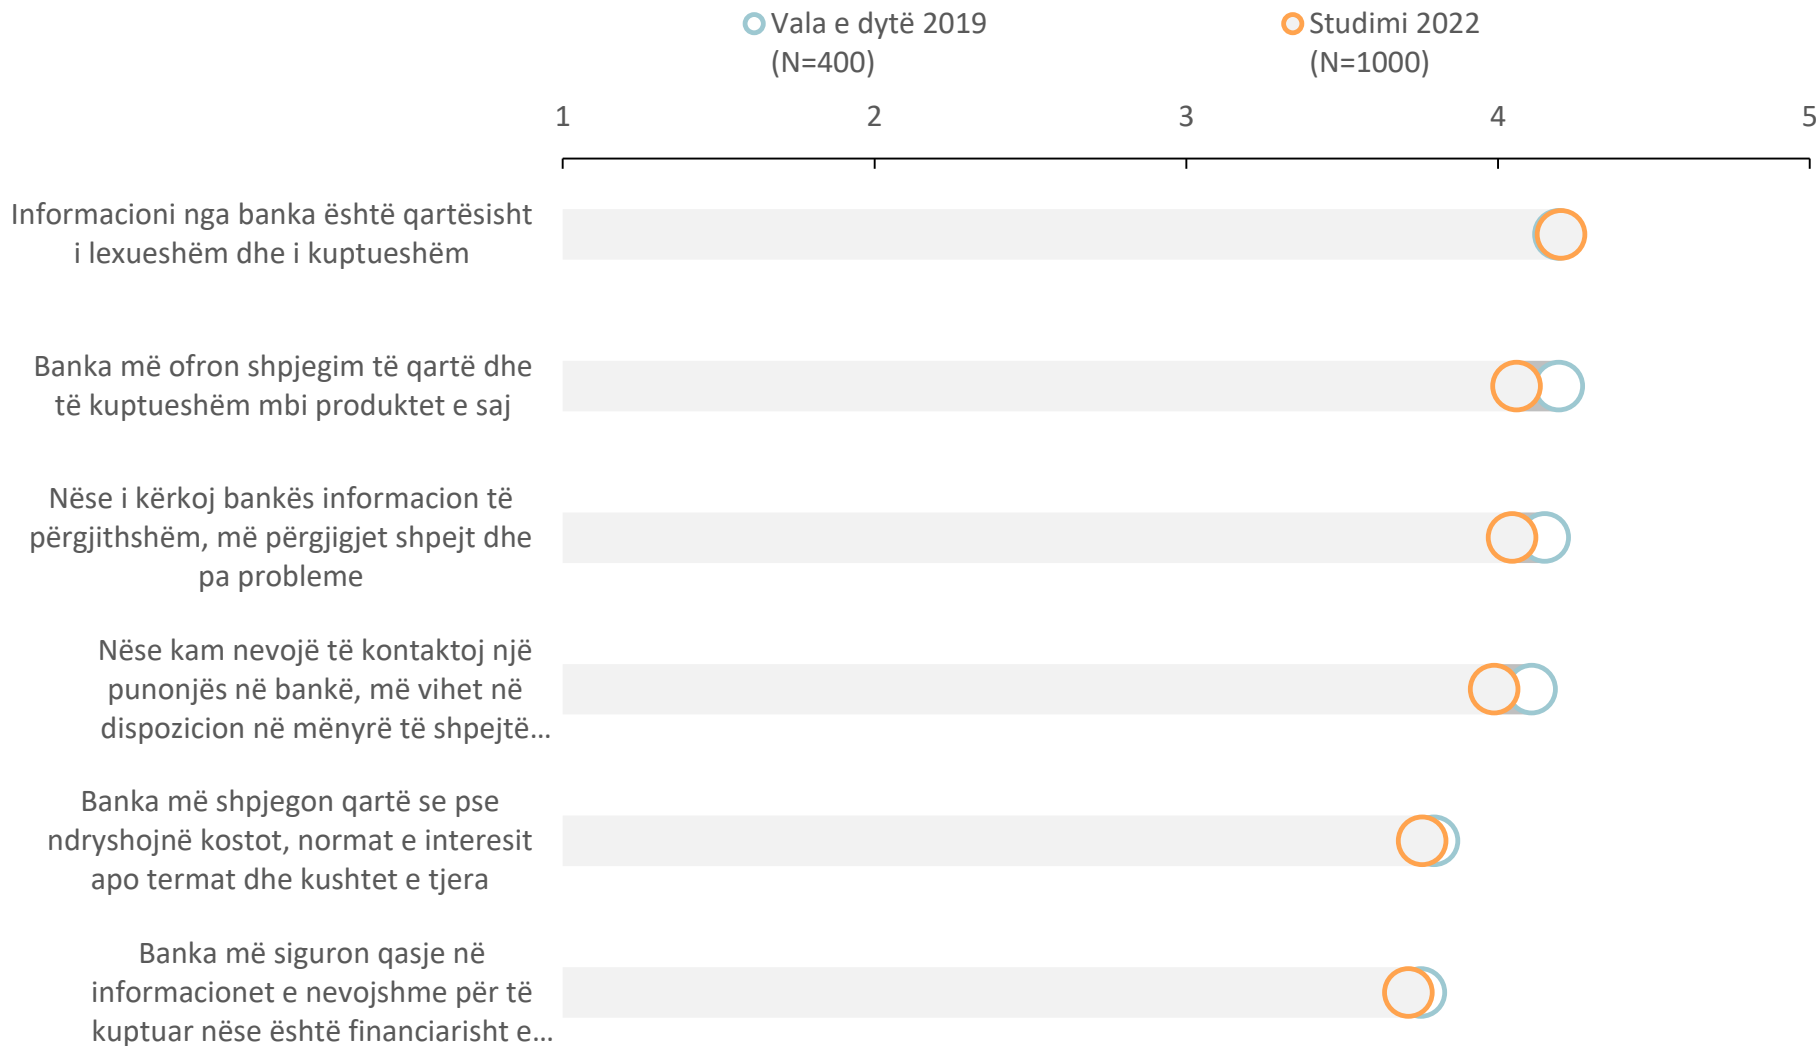 Vala e dytë 2019
(N=400)
Studimi 2022
(N=1000)
1 2 3 4 5
Informacioni nga banka është qartësisht
i lexueshëm dhe i kuptueshëm
Banka më ofron shpjegim të qartë dhe
të kuptueshëm mbi produktet e saj
Nëse i kërkoj bankës informacion të
përgjithshëm, më përgjigjet shpejt dhe
pa probleme
Nëse kam nevojë të kontaktoj një
punonjës në bankë, më vihet në
dispozicion në mënyrë të shpejtë...
Banka më shpjegon qartë se pse
ndryshojnë kostot, normat e interesit
apo termat dhe kushtet e tjera
Banka më siguron qasje në
informacionet e nevojshme për të
kuptuar nëse është financiarisht e...